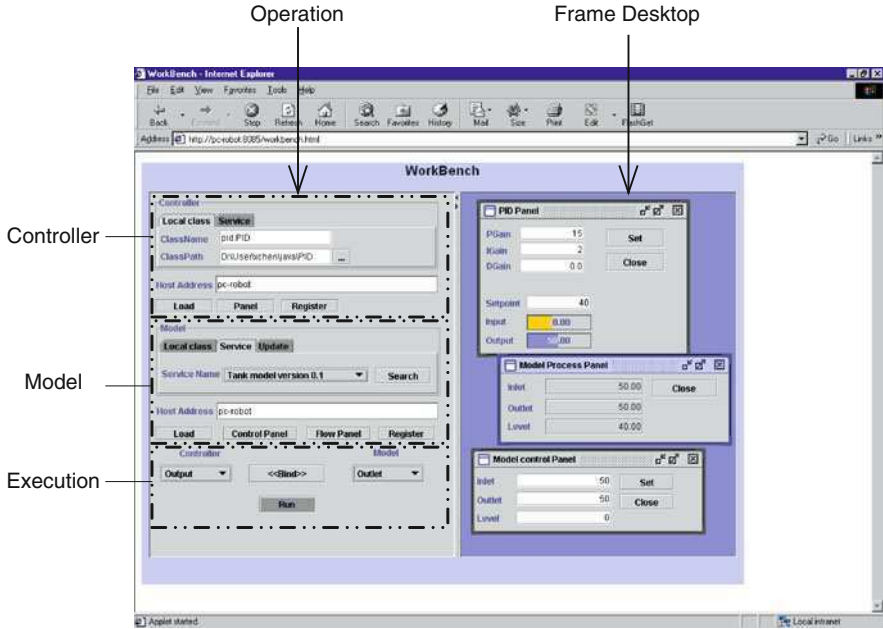 Operation
Frame Desktop
WorkBench - Internet Explorer
File Edit View Favorites Tools Help
Back Stop Refresh Home Search Favorites History Mail Size Print Edit FlashGet
Address http://pc-robot:8085/workbench.html Go Links »
WorkBench
Controller
Controller
Local class Service
ClassName pid.PID
ClassPath D:\User\xchen\java\PID ...
Host Address pc-robot
Load Panel Register
Model
Model
Local class Service Update
Service Name Tank model version 0.1 Search
Host Address pc-robot
Load Control Panel Flow Panel Register
Execution
Controller Model
Output <<Bind>> Outlet
Run
PID Panel
PGain 15 Set
IGain 2
DGain 0.0 Close
Setpoint 40
Input 0.00
Output .00
Model Process Panel
Inlet 50.00 Close
Outlet 50.00
Level 40.00
Model control Panel
Inlet 50 Set
Outlet 50 Close
Level 0
Applet started
Local intranet